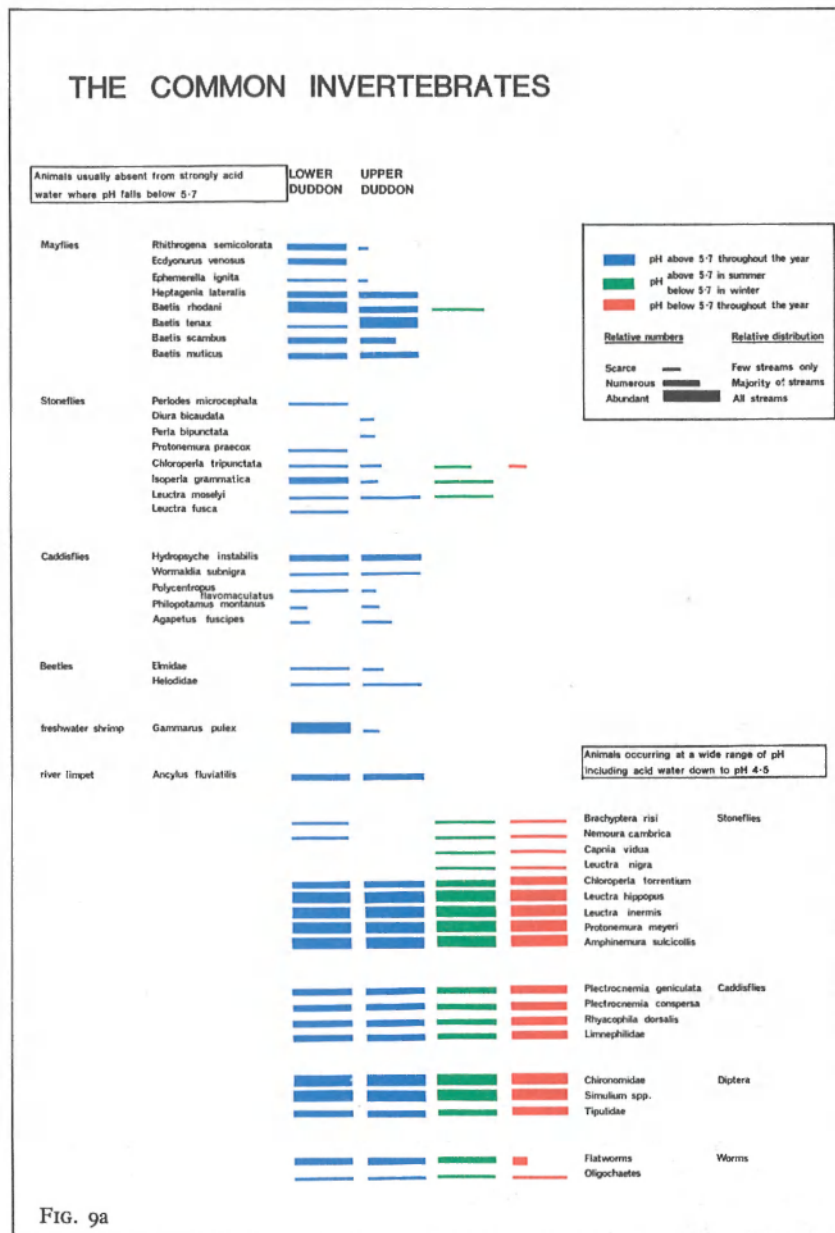 THE COMMON INVERTEBRATES
Animals usually absent from strongly acid
water where pH falls below 5·7
LOWER
DUDDON
UPPER
DUDDON
Mayflies
Rhithrogena semicolorata
Ecdyonurus venosus
Ephemerella ignita
Heptagenia lateralis
Baetis rhodani
Baetis tenax
Baetis scambus
Baetis muticus
pH above 5·7 throughout the year
pH above 5·7 in summer
below 5·7 in winter
pH below 5·7 throughout the year
Relative numbers Relative distribution
Scarce Few streams only
Numerous Majority of streams
Abundant All streams
Stoneflies
Perlodes microcephala
Diura bicaudata
Perla bipunctata
Protonemura praecox
Chloroperla tripunctata
Isoperla grammatica
Leuctra moselyi
Leuctra fusca
Caddisflies
Hydropsyche instabilis
Wormaldia subnigra
Polycentropus
flavomaculatus
Philopotamus montanus
Agapetus fuscipes
Beetles
Elmidae
Helodidae
freshwater shrimp Gammarus pulex
river limpet Ancylus fluviatilis
Animals occurring at a wide range of pH
including acid water down to pH 4·5
Brachyptera risi Stoneflies
Nemoura cambrica
Capnia vidua
Leuctra nigra
Chloroperla torrentium
Leuctra hippopus
Leuctra inermis
Protonemura meyeri
Amphinemura sulcicollis
Plectrocnemia geniculata Caddisflies
Plectrocnemia conspersa
Rhyacophila dorsalis
Limnephilidae
Chironomidae Diptera
Simulium spp.
Tipulidae
Flatworms Worms
Oligochaetes
FIG. 9a